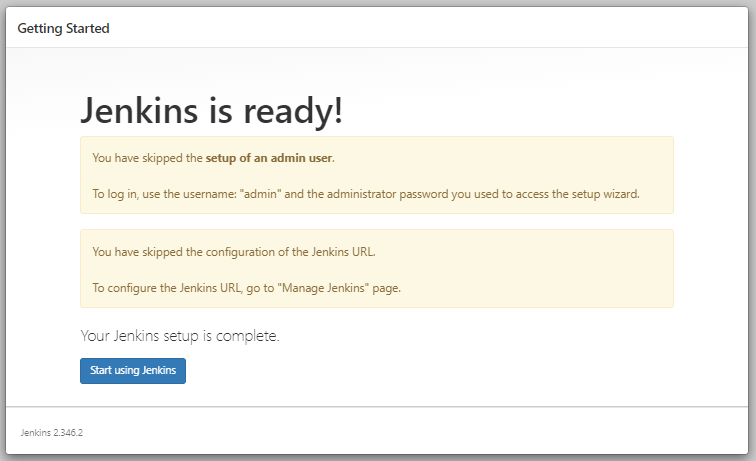 Getting Started
Jenkins is ready!
You have skipped the setup of an admin user.
To log in, use the username: "admin" and the administrator password you used to access the setup wizard.
You have skipped the configuration of the Jenkins URL.
To configure the Jenkins URL, go to "Manage Jenkins" page.
Your Jenkins setup is complete.
Start using Jenkins
Jenkins 2.346.2